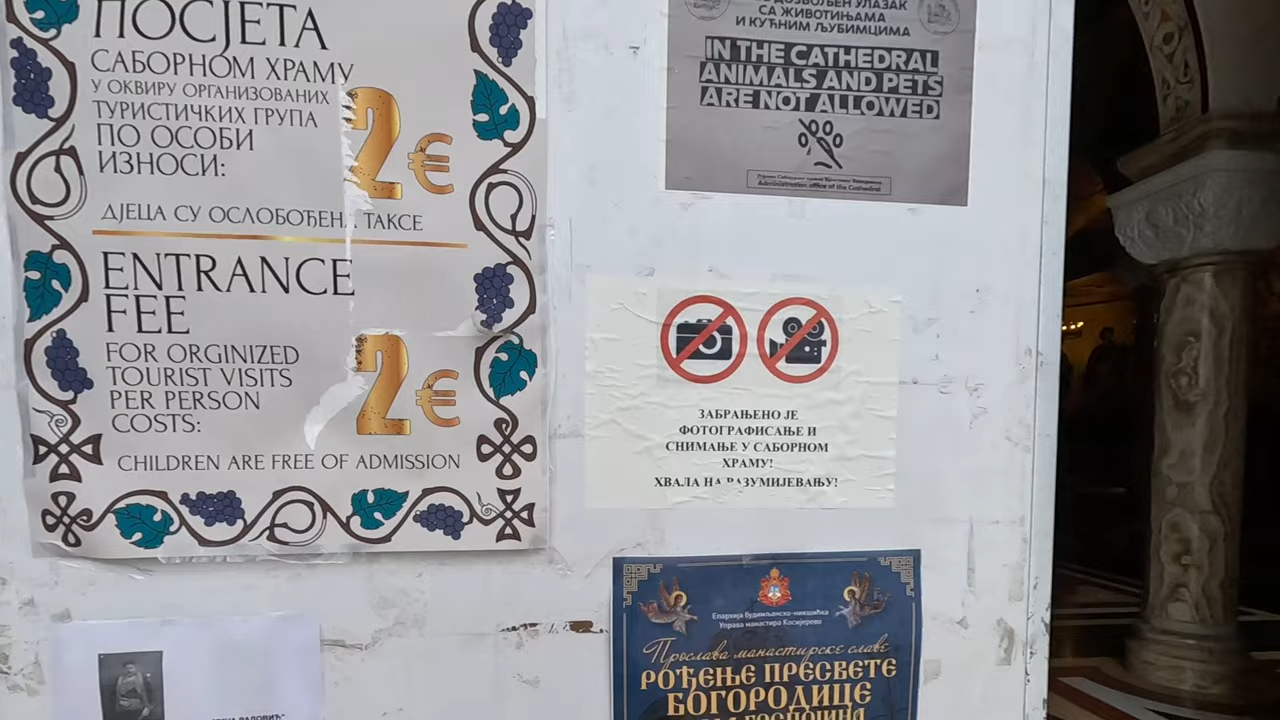 ПОСЈЕТА
САБОРНОМ ХРАМУ
У ОКВИРУ ОРГАНИЗОВАНИХ
ТУРИСТИЧКИХ ГРУПА
ПО ОСОБИ
ИЗНОСИ:
2€
ДЈЕЦА СУ ОСЛОБОЂЕНА ТАКСЕ
ENTRANCE
FEE
FOR ORGINIZED
TOURIST VISITS
PER PERSON
COSTS:
2€
CHILDREN ARE FREE OF ADMISSION
ДОЗВОЉЕН УЛАЗАК
СА ЖИВОТИЊАМА
И КУЋНИМ ЉУБИМЦИМА
IN THE CATHEDRAL
ANIMALS AND PETS
ARE NOT ALLOWED
Administration office of the Cathedral
ЗАБРАЊЕНО ЈЕ
ФОТОГРАФИСАЊЕ И
СНИМАЊЕ У САБОРНОМ
ХРАМУ!
ХВАЛА НА РАЗУМИЈЕВАЊУ!
Епархија будимљанско-никшићка
Управа манастира Косијерево
Прослава манастирске славе
РОЂЕЊЕ ПРЕСВЕТЕ
БОГОРОДИЦЕ